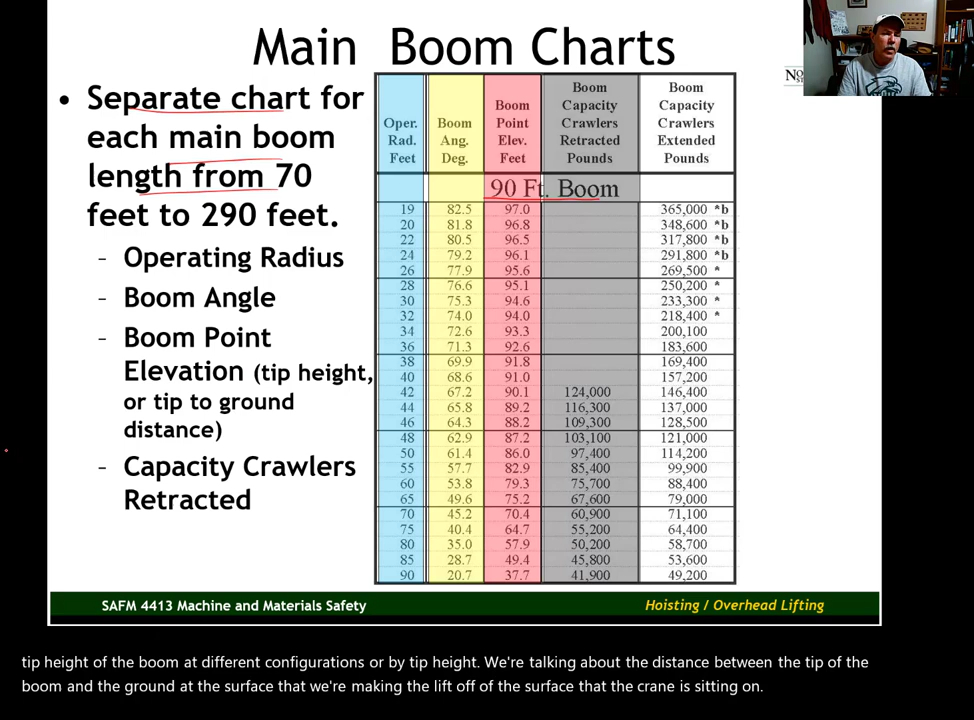 Main Boom Charts
• Separate chart for
each main boom
length from 70
feet to 290 feet.
- Operating Radius
- Boom Angle
- Boom Point
Elevation (tip height,
or tip to ground
distance)
- Capacity Crawlers
Retracted
Oper. Rad. Feet
Boom Ang. Deg.
Boom Point Elev. Feet
Boom Capacity Crawlers Retracted Pounds
Boom Capacity Crawlers Extended Pounds
90 Ft. Boom
19 82.5 97.0 365,000 *b
20 81.8 96.8 348,600 *b
22 80.5 96.5 317,800 *b
24 79.2 96.1 291,800 *b
26 77.9 95.6 269,500 *
28 76.6 95.1 250,200 *
30 75.3 94.6 233,300 *
32 74.0 94.0 218,400 *
34 72.6 93.3 200,100
36 71.3 92.6 183,600
38 69.9 91.8 169,400
40 68.6 91.0 157,200
42 67.2 90.1 124,000 146,400
44 65.8 89.2 116,300 137,000
46 64.3 88.2 109,300 128,500
48 62.9 87.2 103,100 121,000
50 61.4 86.0 97,400 114,200
55 57.7 82.9 85,400 99,900
60 53.8 79.3 75,700 88,400
65 49.6 75.2 67,600 79,000
70 45.2 70.4 60,900 71,100
75 40.4 64.7 55,200 64,400
80 35.0 57.9 50,200 58,700
85 28.7 49.4 45,800 53,600
90 20.7 37.7 41,900 49,200
SAFM 4413 Machine and Materials Safety
Hoisting / Overhead Lifting
tip height of the boom at different configurations or by tip height. We're talking about the distance between the tip of the
boom and the ground at the surface that we're making the lift off of the surface that the crane is sitting on.